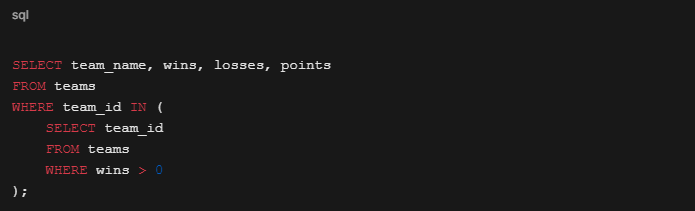 sql
SELECT team_name, wins, losses, points
FROM teams
WHERE team_id IN (
    SELECT team_id
    FROM teams
    WHERE wins > 0
);